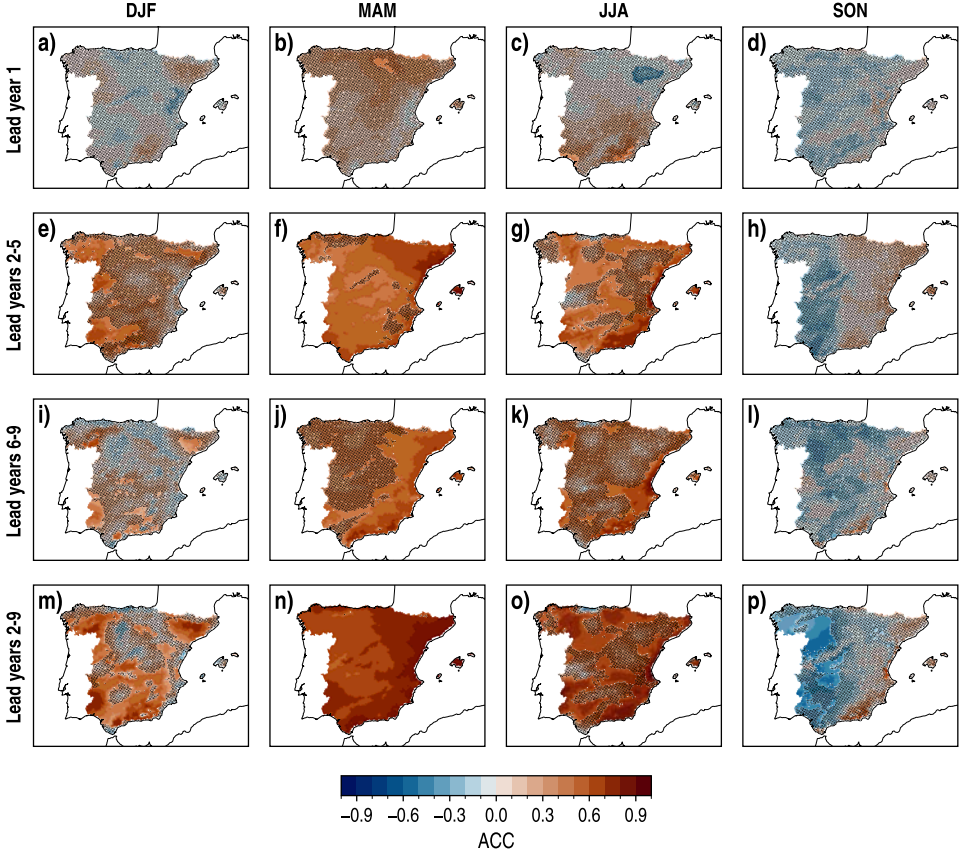 DJF MAM JJA SON
Lead year 1
a) b) c) d)
Lead years 2-5
e) f) g) h)
Lead years 6-9
i) j) k) l)
Lead years 2-9
m) n) o) p)
−0.9 −0.6 −0.3 0.0 0.3 0.6 0.9
ACC